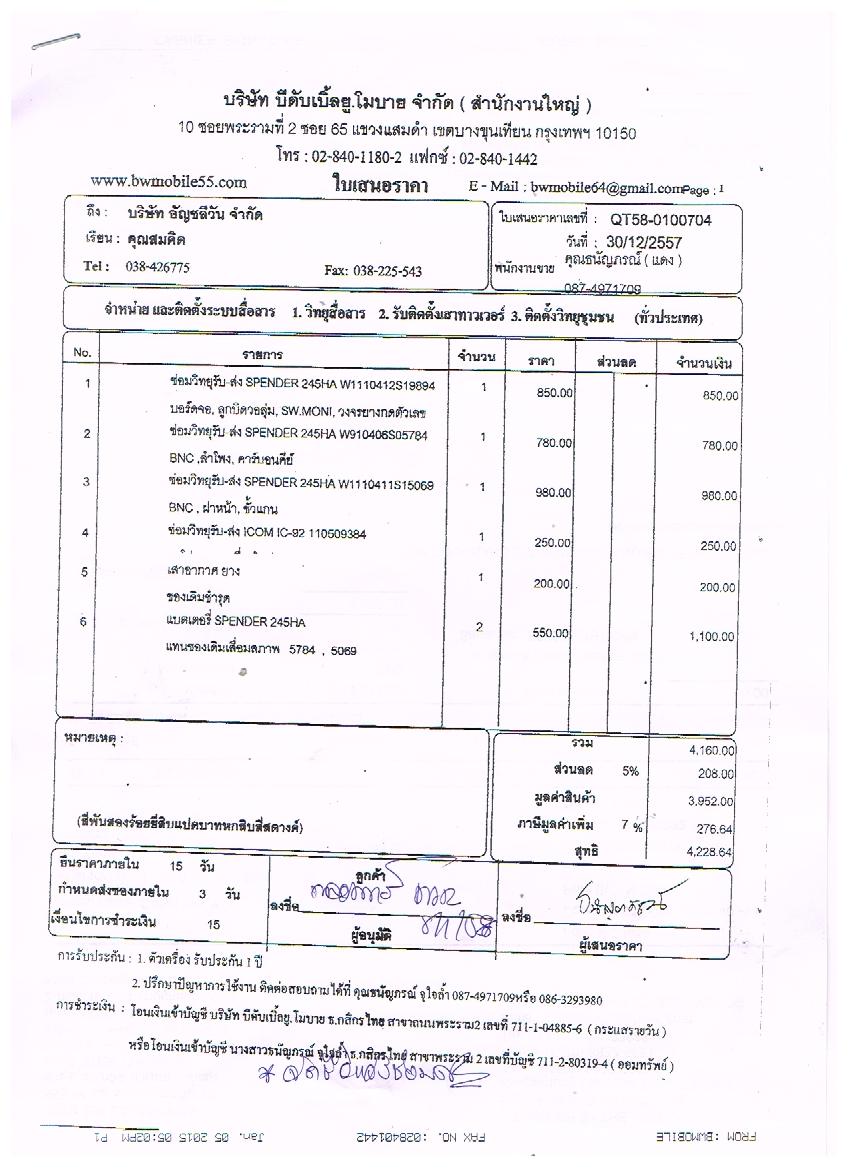 บริษัท บีดับเบิ้ลยู.โมบาย จำกัด ( สำนักงานใหญ่ )
10 ซอยพระรามที่ 2 ซอย 65 แขวงแสมดำ เขตบางขุนเทียน กรุงเทพฯ 10150
โทร : 02-840-1180-2 แฟกซ์ : 02-840-1442
www.bwmobile55.com ใบเสนอราคา E - Mail : bwmobile64@gmail.com Page : 1
ถึง : บริษัท อัญชลีวัน จำกัด
เรียน : คุณสมคิด
Tel : 038-426775 Fax: 038-225-543
ใบเสนอราคาเลขที่ : QT58-0100704
วันที่ : 30/12/2557
พนักงานขาย คุณธนัญภรณ์ ( แดง )
087-4971709
จำหน่าย และติดตั้งระบบสื่อสาร 1. วิทยุสื่อสาร 2. รับติดตั้งเสาทาวเวอร์ 3. ติดตั้งวิทยุชุมชน (ทั่วประเทศ)
No. รายการ จำนวน ราคา ส่วนลด จำนวนเงิน
1 ซ่อมวิทยุรับ-ส่ง SPENDER 245HA W1110412S19894 1 850.00 850.00
บอร์ดจอ, ลูกบิดวอลุ่ม, SW.MONI, วงจรยางกดตัวเลข
2 ซ่อมวิทยุรับ-ส่ง SPENDER 245HA W910406S05784 1 780.00 780.00
BNC ,ลำโพง, คาร์บอนคีย์
3 ซ่อมวิทยุรับ-ส่ง SPENDER 245HA W1110411S15069 1 980.00 980.00
BNC , ฝาหน้า, ขั้วแกน
4 ซ่อมวิทยุรับ-ส่ง ICOM IC-92 110509384 1 250.00 250.00
5 เสาอากาศ ยาง 1 200.00 200.00
ของเดิมชำรุด
6 แบตเตอรี่ SPENDER 245HA 2 550.00 1,100.00
แทนของเดิมเสื่อมสภาพ 5784 , 5069
หมายเหตุ :
รวม 4,160.00
ส่วนลด 5% 208.00
มูลค่าสินค้า 3,952.00
ภาษีมูลค่าเพิ่ม 7 % 276.64
(สี่พันสองร้อยยี่สิบแปดบาทหกสิบสี่สตางค์)
สุทธิ 4,228.64
ยืนราคาภายใน 15 วัน
กำหนดส่งของภายใน 3 วัน
เงื่อนไขการชำระเงิน 15
ลูกค้า
ลงชื่อ
ผู้อนุมัติ
ลงชื่อ
ผู้เสนอราคา
การรับประกัน : 1. ตัวเครื่อง รับประกัน 1 ปี
2. ปรึกษาปัญหาการใช้งาน ติดต่อสอบถามได้ที่ คุณธนัญภรณ์ จูใจล้ำ 087-4971709หรือ 086-3293980
การชำระเงิน : โอนเงินเข้าบัญชี บริษัท บีดับเบิ้ลยู.โมบาย ธ.กสิกรไทย สาขาถนนพระราม2 เลขที่ 711-1-04885-6 ( กระแสรายวัน )
หรือโอนเงินเข้าบัญชี นางสาวธนัญภรณ์ จูใจล้ำ ธ.กสิกรไทย สาขาพระราม 2 เลขที่บัญชี 711-2-80319-4 ( ออมทรัพย์ )
FROM :BWMOBILE FAX NO. :028401442 Jan. 05 2015 05:02PM P1